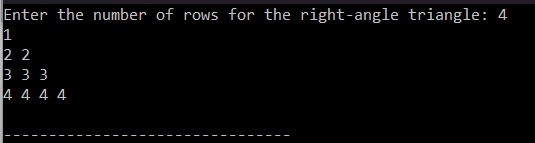 Enter the number of rows for the right-angle triangle: 4
1
2 2
3 3 3
4 4 4 4
--------------------------------